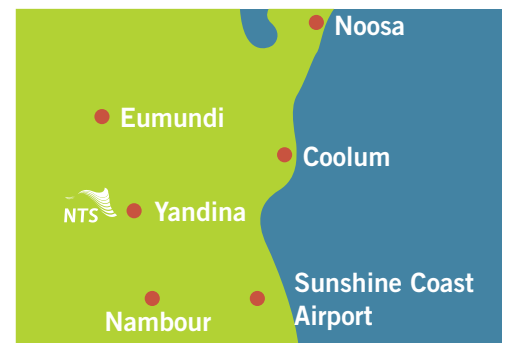 Noosa
Eumundi
Coolum
NTS
Yandina
Sunshine Coast
Airport
Nambour